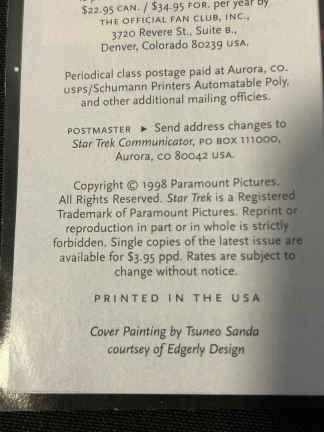 $22.95 CAN. / $34.95 FOR. per year by
THE OFFICIAL FAN CLUB, INC.,
3720 Revere St., Suite B.,
Denver, Colorado 80239 USA.
Periodical class postage paid at Aurora, CO.
USPS/Schumann Printers Automatable Poly,
and other additional mailing offices.
POSTMASTER ► Send address changes to
Star Trek Communicator, PO BOX 111000,
Aurora, CO 80042 USA.
Copyright © 1998 Paramount Pictures.
All Rights Reserved. Star Trek is a Registered
Trademark of Paramount Pictures. Reprint or
reproduction in part or in whole is strictly
forbidden. Single copies of the latest issue are
available for $3.95 ppd. Rates are subject to
change without notice.
PRINTED IN THE USA
Cover Painting by Tsuneo Sanda
courtsey of Edgerly Design